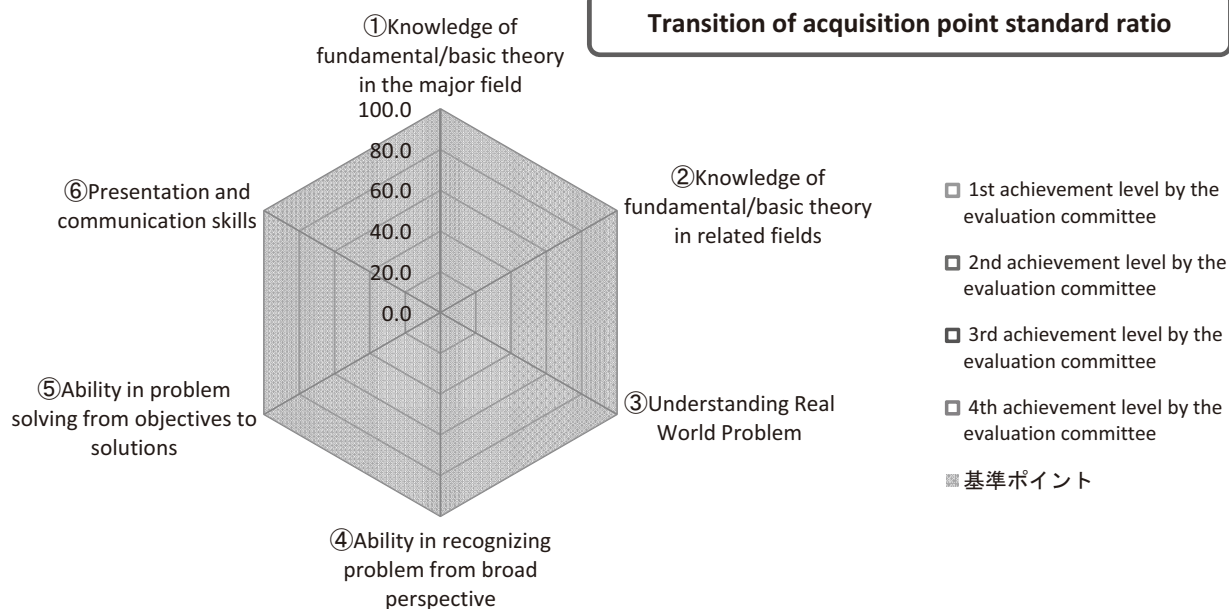 Transition of acquisition point standard ratio
①Knowledge of
fundamental/basic theory
in the major field
100.0
80.0
60.0
40.0
20.0
0.0
②Knowledge of
fundamental/basic theory
in related fields
③Understanding Real
World Problem
④Ability in recognizing
problem from broad
perspective
⑤Ability in problem
solving from objectives to
solutions
⑥Presentation and
communication skills
1st achievement level by the
evaluation committee
2nd achievement level by the
evaluation committee
3rd achievement level by the
evaluation committee
4th achievement level by the
evaluation committee
基準ポイント